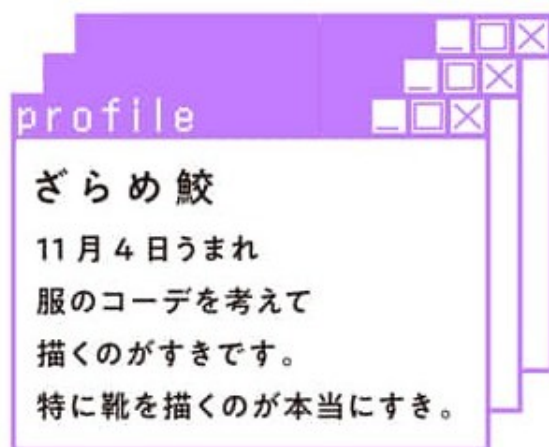 profile
ざらめ鮫
11月4日うまれ
服のコーデを考えて
描くのがすきです。
特に靴を描くのが本当にすき。